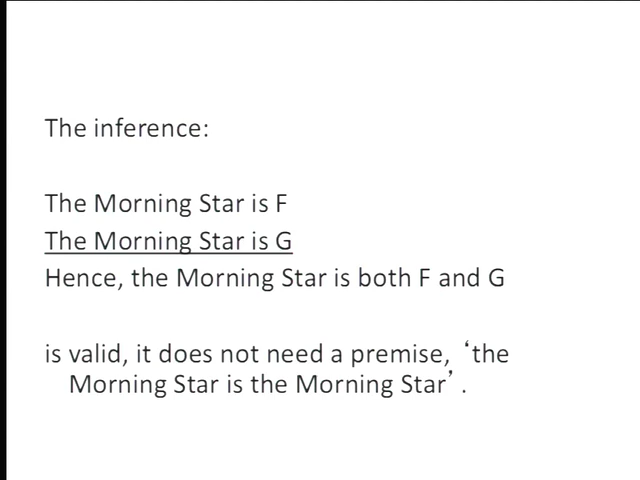 The inference:
The Morning Star is F
The Morning Star is G
Hence, the Morning Star is both F and G
is valid, it does not need a premise, ‘the
Morning Star is the Morning Star’ .